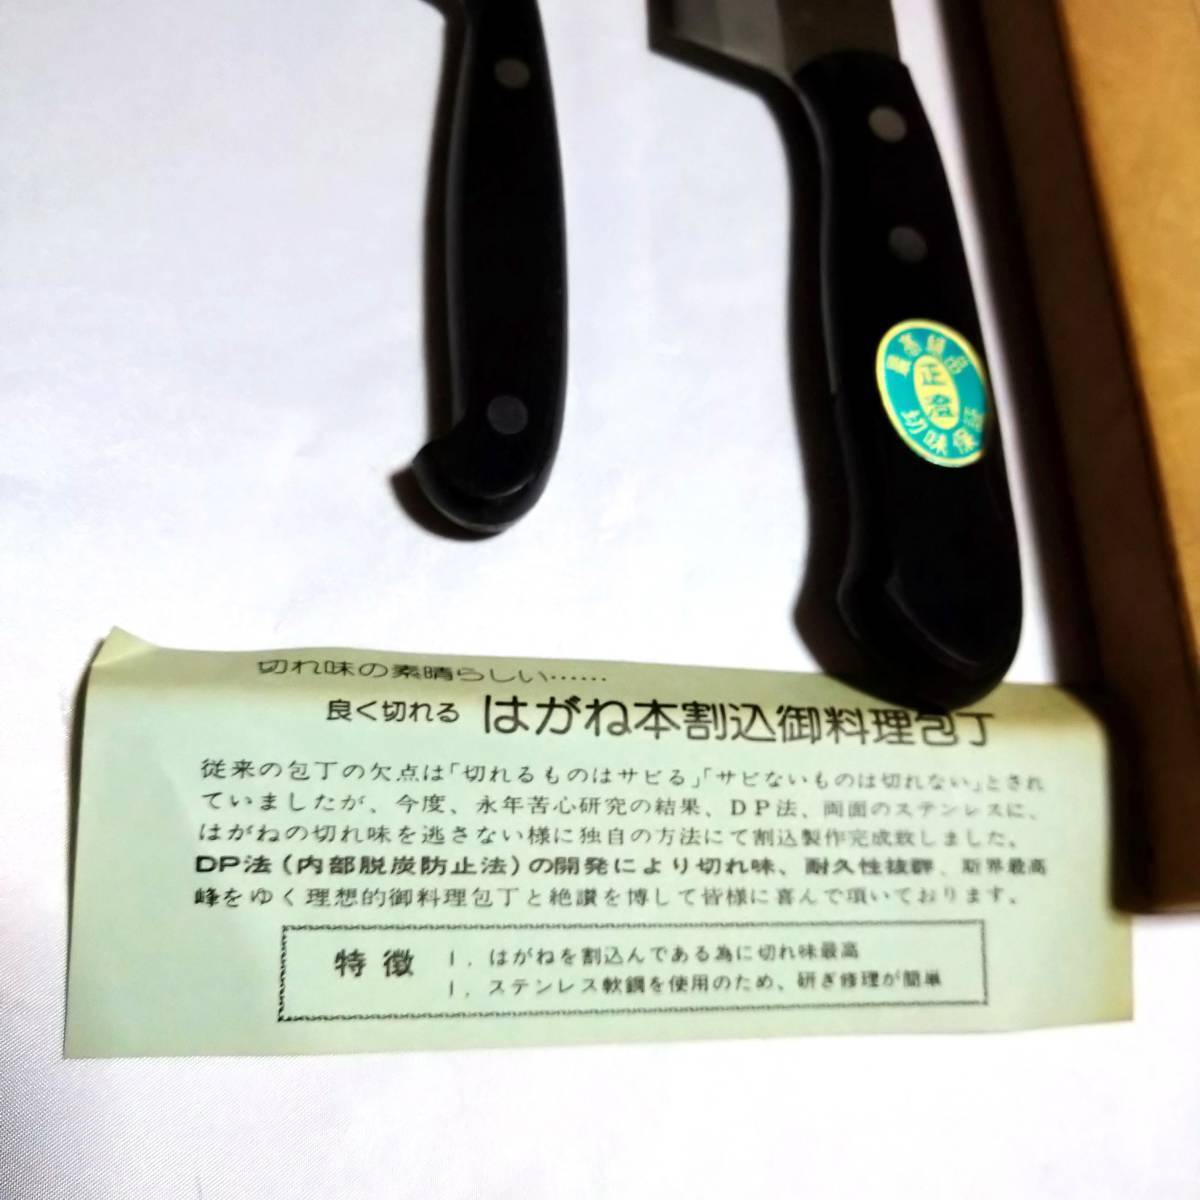 最高級品
正治
切味保証
切れ味の素晴らしい……
良く切れる はがね本割込御料理包丁
従来の包丁の欠点は「切れるものはサビる」「サビないものは切れない」とされ
ていましたが、今度、永年苦心研究の結果、DP法、両面のステンレスに、
はがねの切れ味を逃さない様に独自の方法にて割込製作完成致しました。
DP法(内部脱炭防止法)の開発により切れ味、耐久性抜群、斯界最高
峰をゆく理想的御料理包丁と絶讃を博して皆様に喜んで頂いております。
特徴
1. はがねを割込んである為に切れ味最高
1. ステンレス軟鋼を使用のため、研ぎ修理が簡単